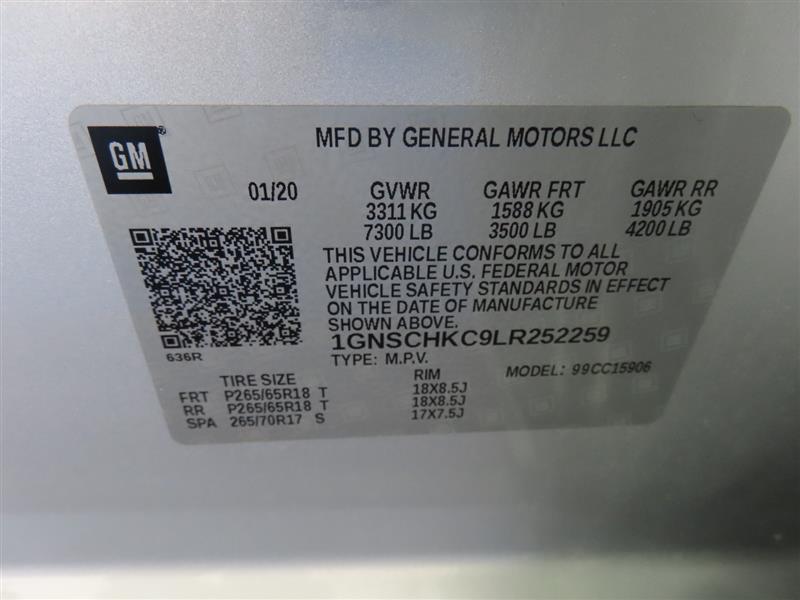 GM
MFD BY GENERAL MOTORS LLC
01/20 GVWR GAWR FRT GAWR RR
3311 KG 1588 KG 1905 KG
7300 LB 3500 LB 4200 LB
THIS VEHICLE CONFORMS TO ALL
APPLICABLE U.S. FEDERAL MOTOR
VEHICLE SAFETY STANDARDS IN EFFECT
ON THE DATE OF MANUFACTURE
SHOWN ABOVE.
1GNSCHKC9LR252259
636R
TYPE: M.P.V. MODEL: 99CC15906
TIRE SIZE RIM
FRT P265/65R18 T 18X8.5J
RR P265/65R18 T 18X8.5J
SPA 265/70R17 S 17X7.5J